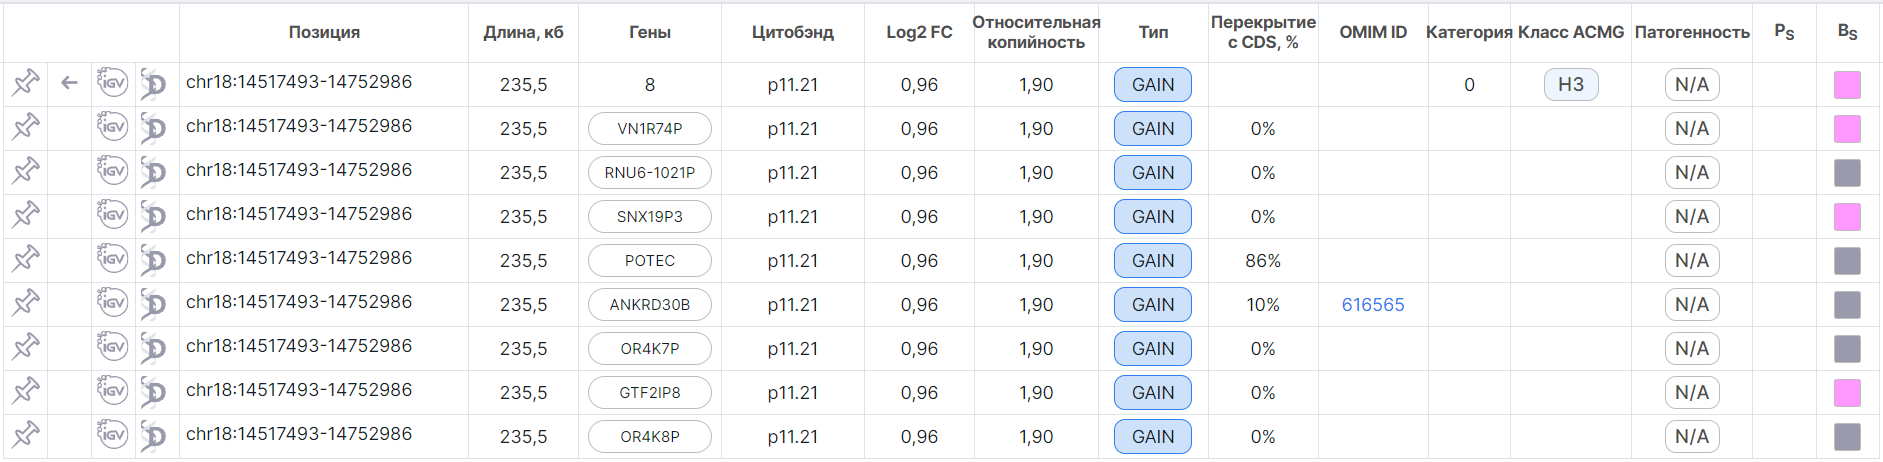 Позиция Длина, кб Гены Цитобэнд Log2 FC Относительная копийность Тип Перекрытие с CDS, % OMIM ID Категория Класс ACMG Патогенность PS BS
IGV D chr18:14517493-14752986 235,5 8 p11.21 0,96 1,90 GAIN 0 НЗ N/A
IGV D chr18:14517493-14752986 235,5 VN1R74P p11.21 0,96 1,90 GAIN 0% N/A
IGV D chr18:14517493-14752986 235,5 RNU6-1021P p11.21 0,96 1,90 GAIN 0% N/A
IGV D chr18:14517493-14752986 235,5 SNX19P3 p11.21 0,96 1,90 GAIN 0% N/A
IGV D chr18:14517493-14752986 235,5 POTEC p11.21 0,96 1,90 GAIN 86% N/A
IGV D chr18:14517493-14752986 235,5 ANKRD30B p11.21 0,96 1,90 GAIN 10% 616565 N/A
IGV D chr18:14517493-14752986 235,5 OR4K7P p11.21 0,96 1,90 GAIN 0% N/A
IGV D chr18:14517493-14752986 235,5 GTF2IP8 p11.21 0,96 1,90 GAIN 0% N/A
IGV D chr18:14517493-14752986 235,5 OR4K8P p11.21 0,96 1,90 GAIN 0% N/A